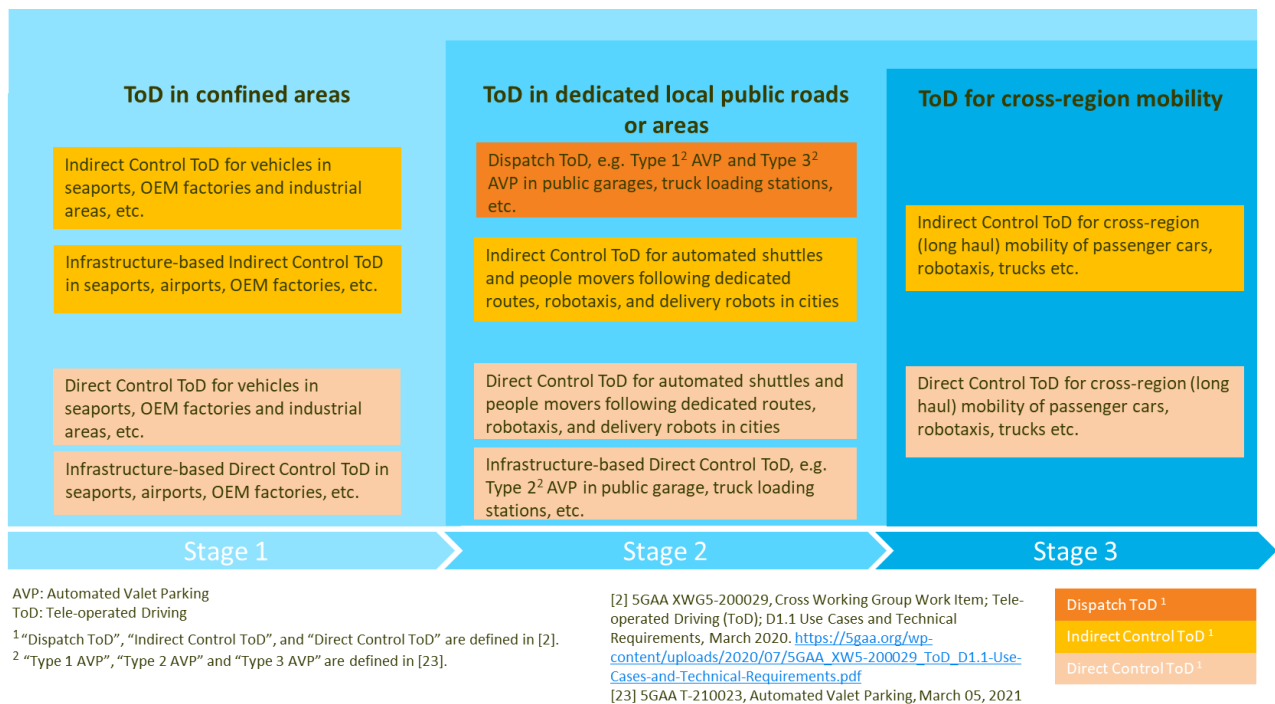 ToD in confined areas
Indirect Control ToD for vehicles in
seaports, OEM factories and industrial
areas, etc.
Infrastructure-based Indirect Control ToD
in seaports, airports, OEM factories, etc.
Direct Control ToD for vehicles in
seaports, OEM factories and industrial
areas, etc.
Infrastructure-based Direct Control ToD in
seaports, airports, OEM factories, etc.
ToD in dedicated local public roads
or areas
Dispatch ToD, e.g. Type 1² AVP and Type 3²
AVP in public garages, truck loading stations,
etc.
Indirect Control ToD for automated shuttles
and people movers following dedicated
routes, robotaxis, and delivery robots in cities
Direct Control ToD for automated shuttles and
people movers following dedicated routes,
robotaxis, and delivery robots in cities
Infrastructure-based Direct Control ToD, e.g.
Type 2² AVP in public garage, truck loading
stations, etc.
ToD for cross-region mobility
Indirect Control ToD for cross-region
(long haul) mobility of passenger cars,
robotaxis, trucks etc.
Direct Control ToD for cross-region (long
haul) mobility of passenger cars,
robotaxis, trucks etc.
Stage 1
Stage 2
Stage 3
AVP: Automated Valet Parking
ToD: Tele-operated Driving
¹ “Dispatch ToD”, “Indirect Control ToD”, and “Direct Control ToD” are defined in [2].
² “Type 1 AVP”, “Type 2 AVP” and “Type 3 AVP” are defined in [23].
[2] 5GAA XWG5-200029, Cross Working Group Work Item; Tele-
operated Driving (ToD); D1.1 Use Cases and Technical
Requirements, March 2020. https://5gaa.org/wp-
content/uploads/2020/07/5GAA_XW5-200029_ToD_D1.1-Use-
Cases-and-Technical-Requirements.pdf
[23] 5GAA T-210023, Automated Valet Parking, March 05, 2021
Dispatch ToD ¹
Indirect Control ToD ¹
Direct Control ToD ¹